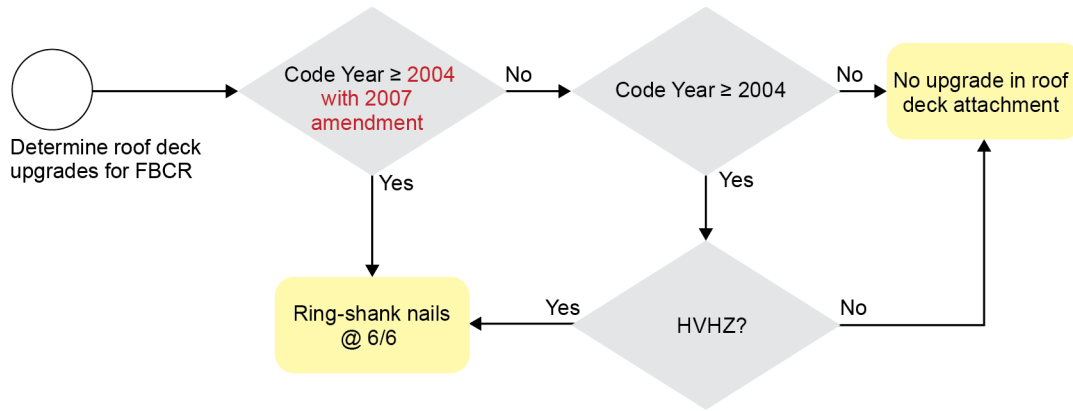 Determine roof deck
upgrades for FBCR
Code Year ≥ 2004
with 2007
amendment
No
Yes
Code Year ≥ 2004
No
Yes
No upgrade in roof
deck attachment
Ring-shank nails
@ 6/6
Yes
HVHZ?
No